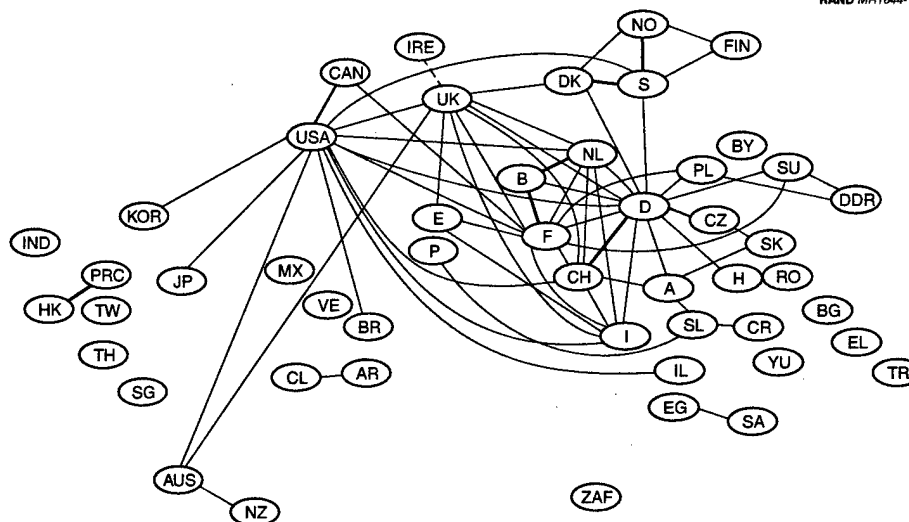 RAND MR1044-
NO
IRE
FIN
CAN
DK
S
UK
USA
NL
BY
B
PL
SU
KOR
E
D
DDR
IND
F
CZ
P
SK
PRC
JP
MX
CH
A
H
RO
HK
TW
VE
BR
I
SL
CR
BG
TH
EL
YU
SG
CL
AR
IL
TR
EG
SA
AUS
NZ
ZAF